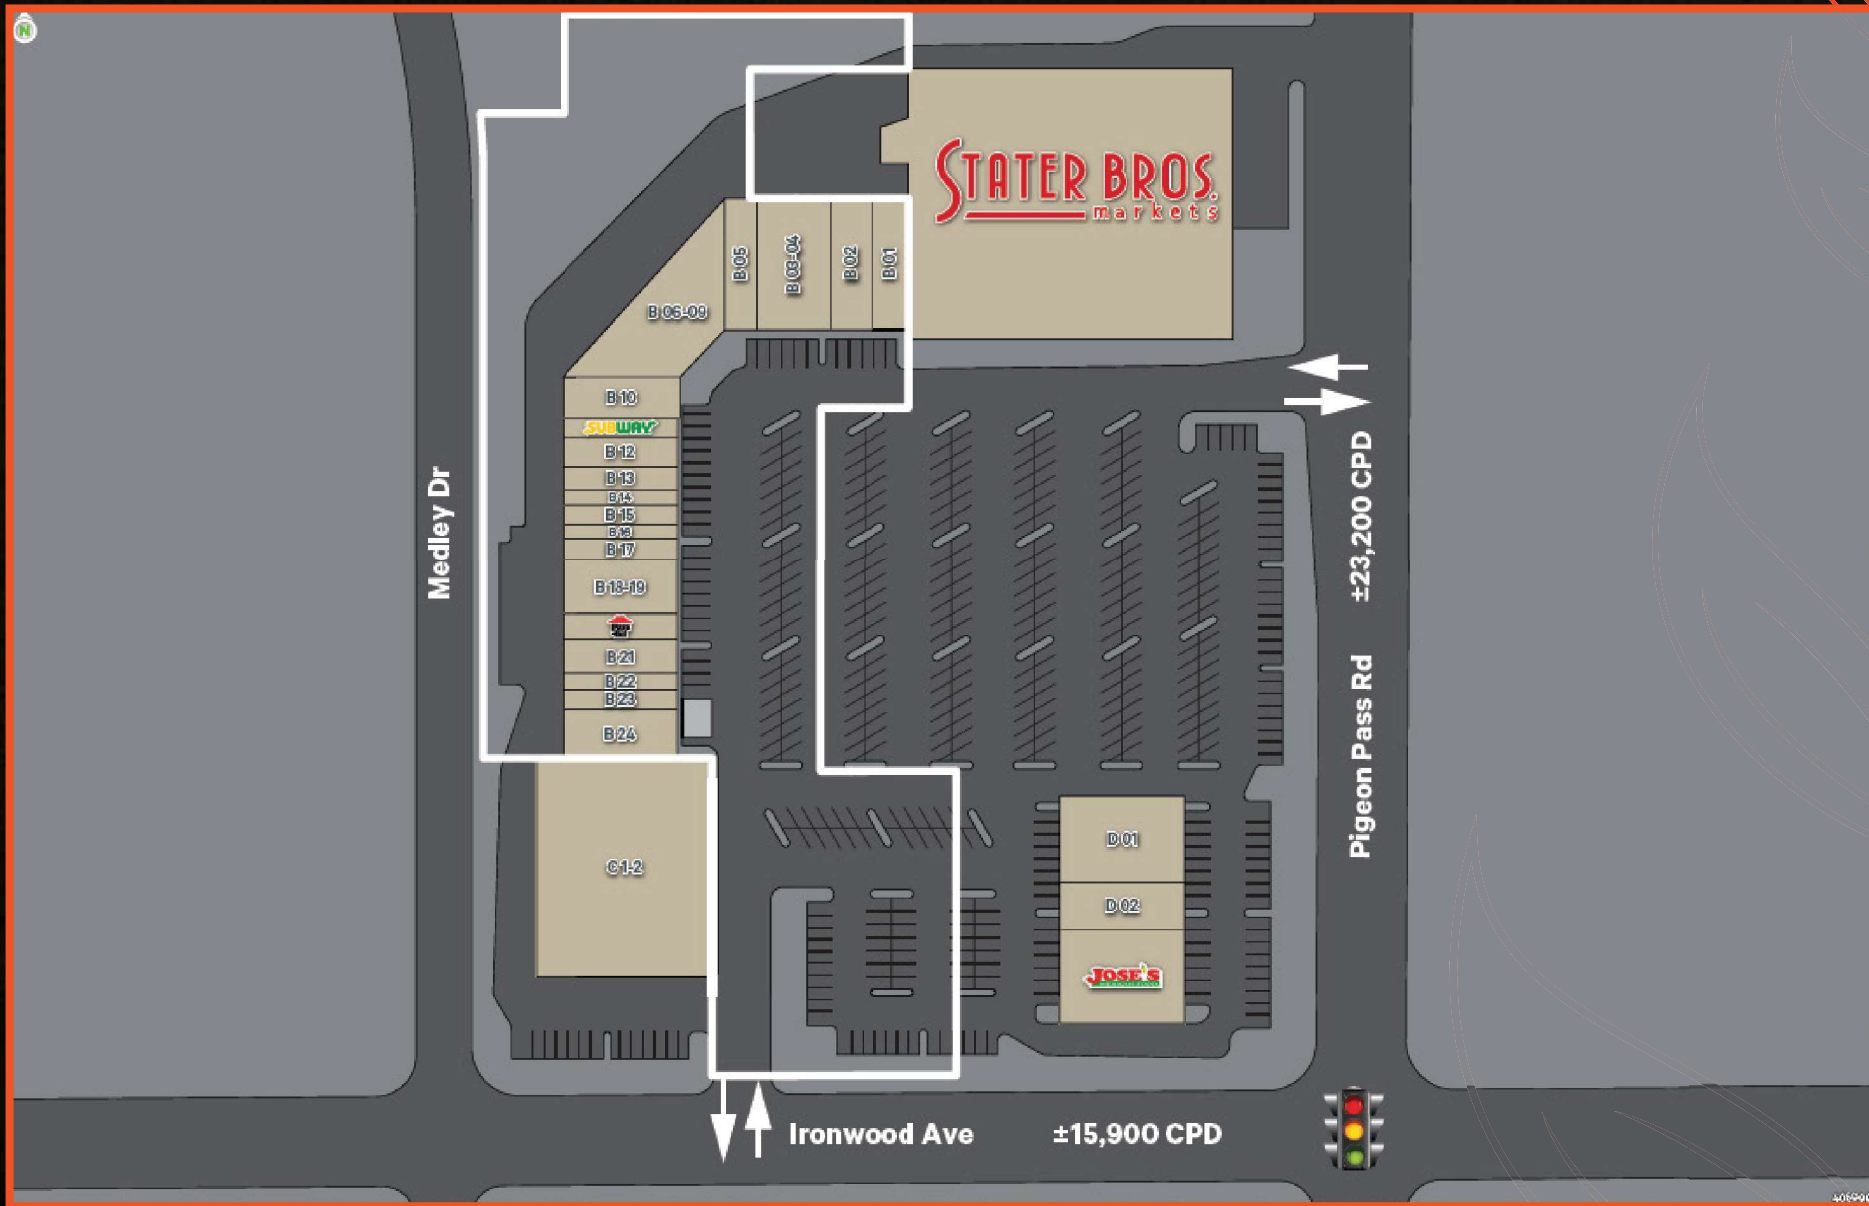 N
STATER BROS.
markets
B 05
B 03-04
B 02
B 01
B 06-09
B 10
SUBWAY
B 12
B 13
B 14
B 15
B 16
B 17
B 18-19
B 21
B 22
B 23
B 24
C 1-2
D 01
D 02
JOSE'S
Medley Dr
±23,200 CPD
Pigeon Pass Rd
Ironwood Ave
±15,900 CPD